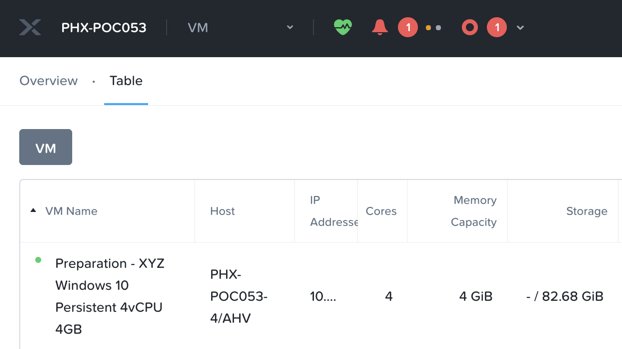 PHX-POC053 VM 1 1
Overview · Table
VM
VM Name Host IP Addresse Cores Memory Capacity Storage
Preparation - XYZ
Windows 10
Persistent 4vCPU
4GB
PHX-
POC053-
4/AHV
10.... 4 4 GiB - / 82.68 GiB